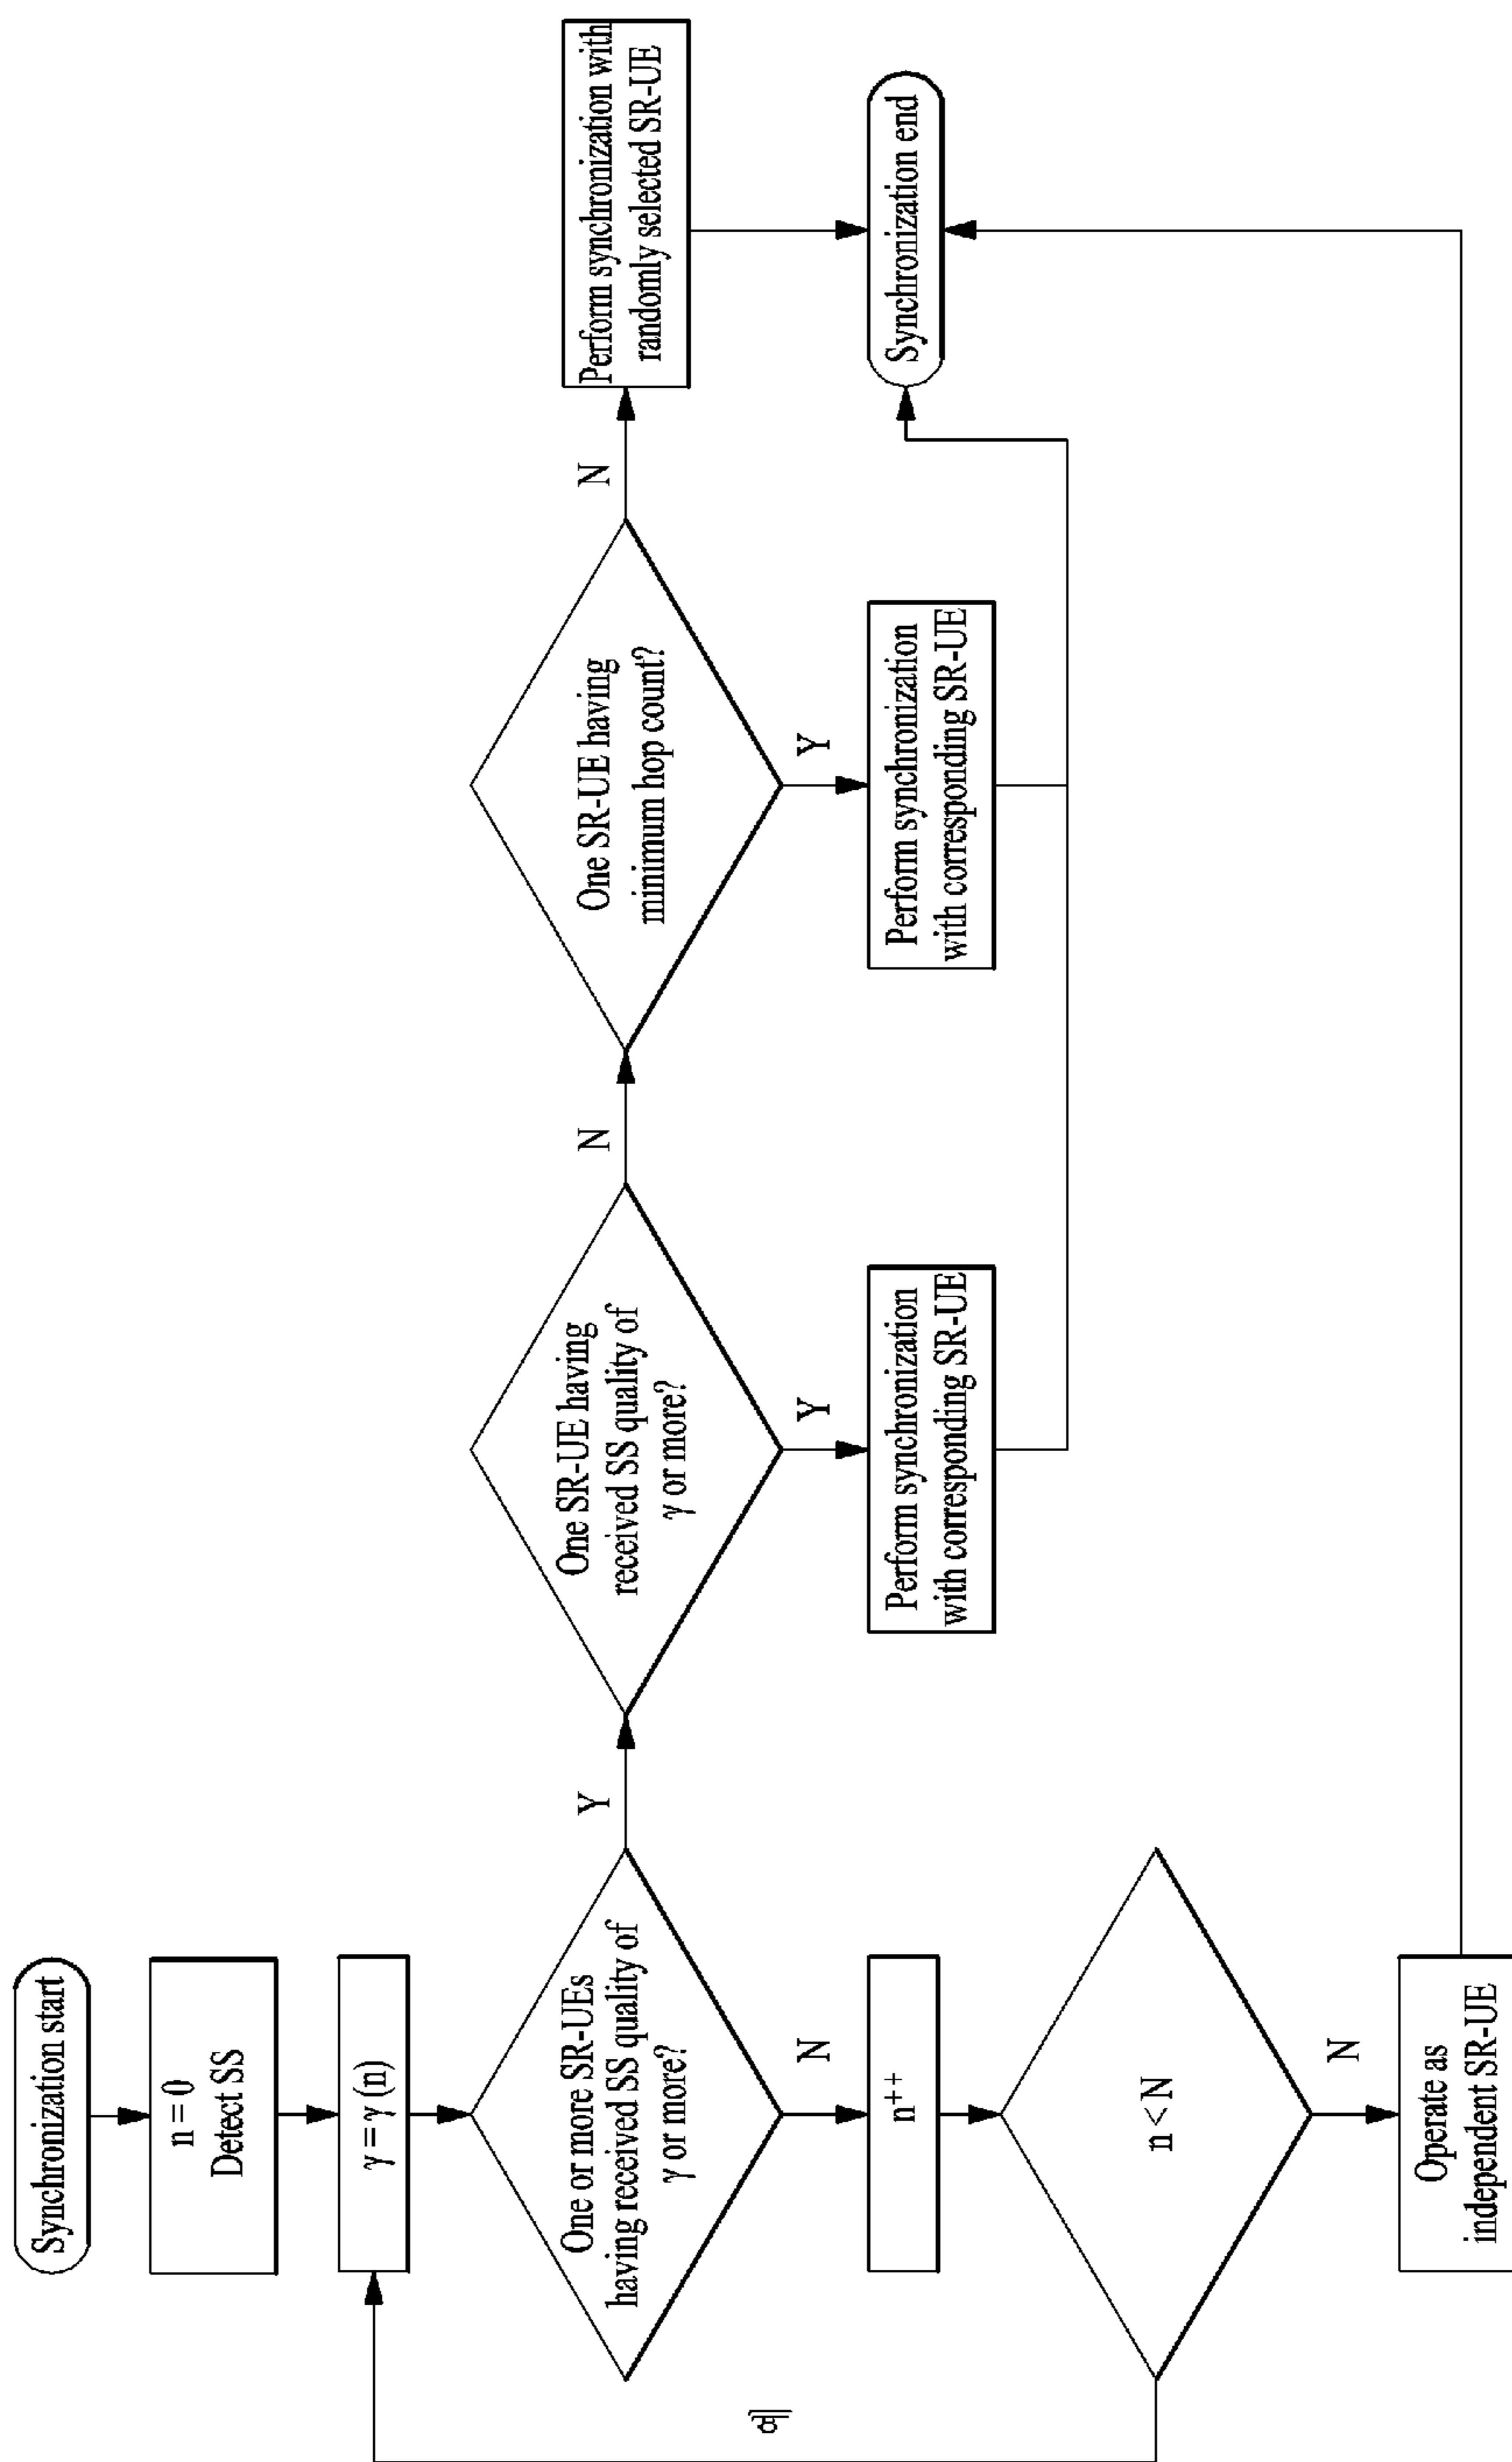 Synchronization start
n = 0
Detect SS
γ = γ (n)
One or more SR-UEs
having received SS quality of
γ or more?
Y
One SR-UE having
received SS quality of
γ or more?
N
One SR-UE having
minimum hop count?
N
Perform synchronization with
randomly selected SR-UE
N
Y
Perform synchronization
with corresponding SR-UE
Y
Perform synchronization
with corresponding SR-UE
Synchronization end
n++
예
n < N
N
Operate as
independent SR-UE